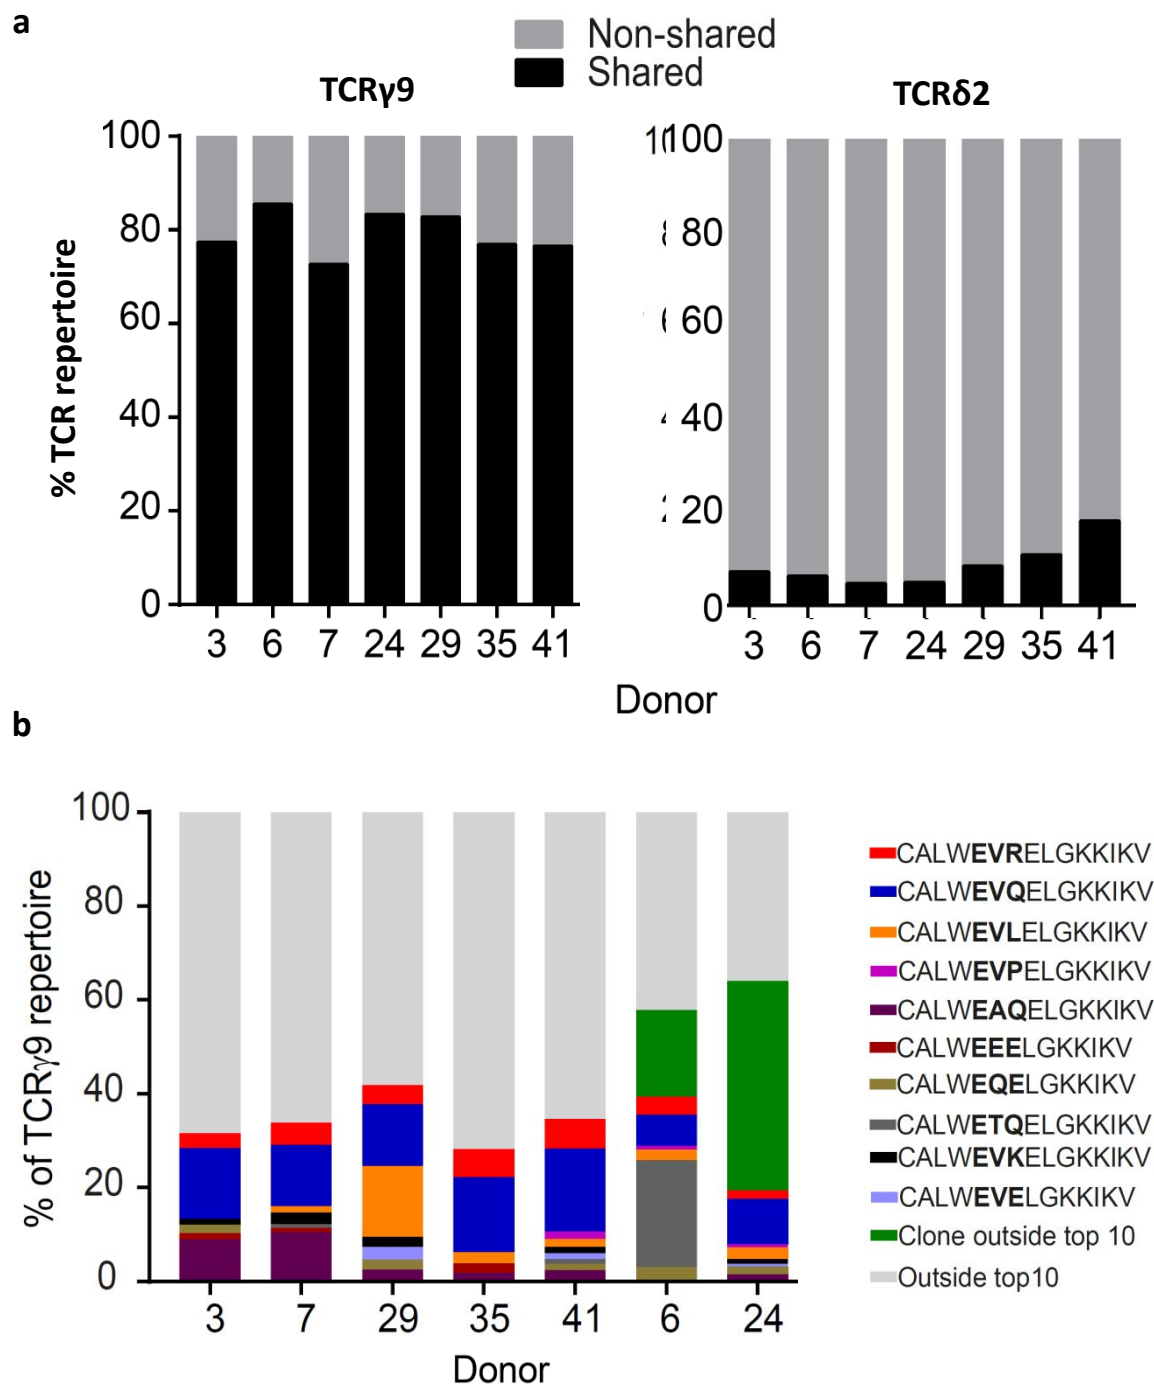 a
Non-shared
Shared
TCRγ9
TCRδ2
% TCR repertoire
100
80
60
40
20
0
3 6 7 24 29 35 41
100
80
60
40
20
0
3 6 7 24 29 35 41
Donor
b
% of TCRγ9 repertoire
100
80
60
40
20
0
3 7 29 35 41 6 24
Donor
CALWEVRELGKKIKV
CALWEVQELGKKIKV
CALWEVLELGKKIKV
CALWEVPELGKKIKV
CALWEAQELGKKIKV
CALWEEELGKKIKV
CALWEQELGKKIKV
CALWETQELGKKIKV
CALWEVKELGKKIKV
CALWEVELGKKIKV
Clone outside top 10
Outside top10